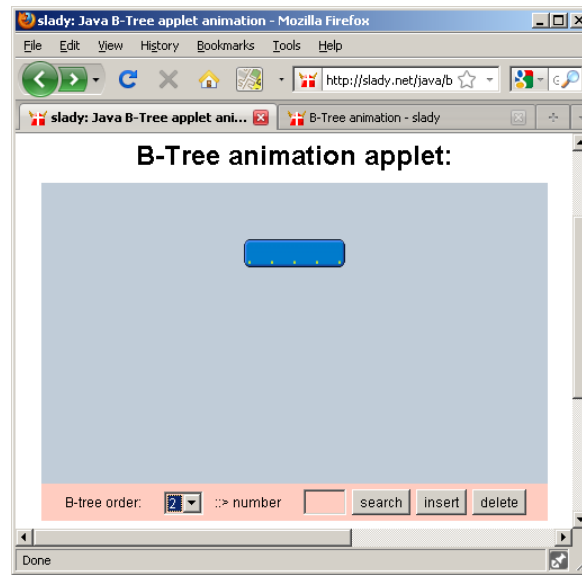 slady: Java B-Tree applet animation - Mozilla Firefox
File Edit View History Bookmarks Tools Help
http://slady.net/java/b
slady: Java B-Tree applet ani... B-Tree animation - slady
B-Tree animation applet:
B-tree order: 2 ::> number search insert delete
Done